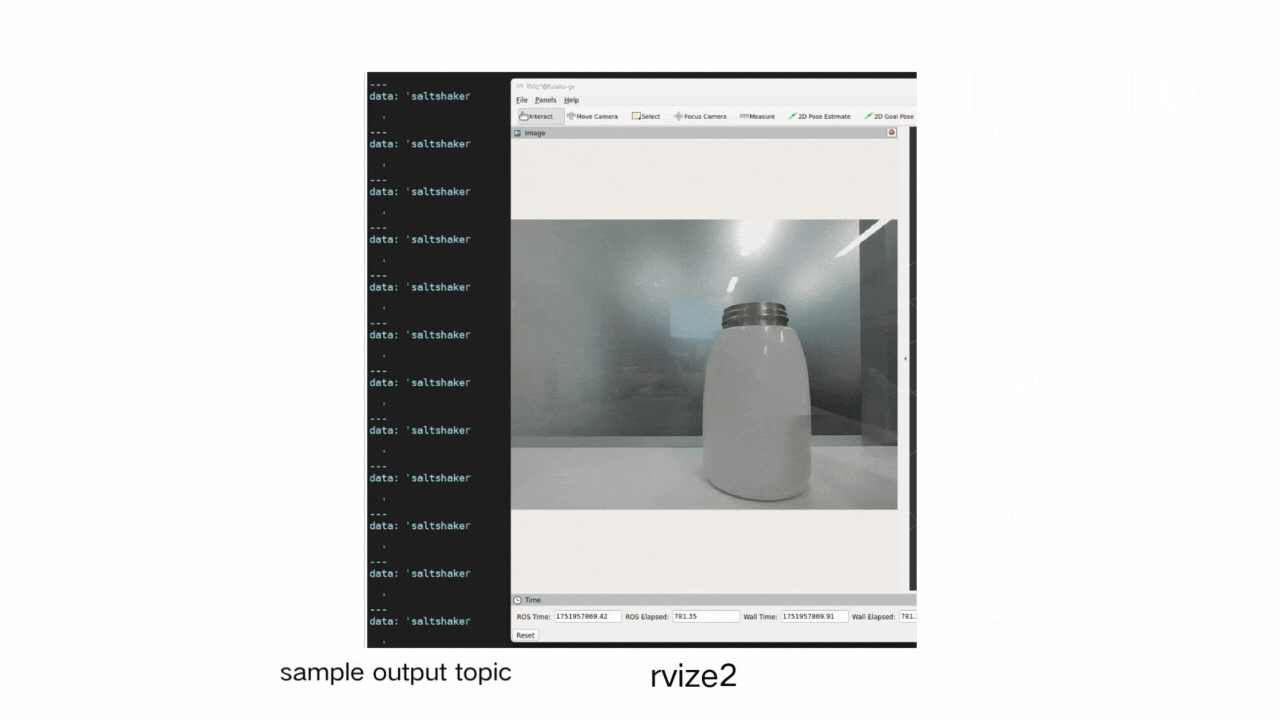 ---
data: 'saltshaker
'
---
data: 'saltshaker
'
---
data: 'saltshaker
'
---
data: 'saltshaker
'
---
data: 'saltshaker
'
---
data: 'saltshaker
'
---
data: 'saltshaker
'
---
data: 'saltshaker
'
---
data: 'saltshaker
'
---
data: 'saltshaker
'
---
data: 'saltshaker
'
---
data: 'saltshaker
'
File Panels Help
Interact Move Camera Select Focus Camera Measure 2D Pose Estimate 2D Goal Pose
Image
Time
ROS Time: 1751957869.42 ROS Elapsed: 781.35 Wall Time: 1751957869.91 Wall Elapsed: 781.
Reset
sample output topic
rvize2